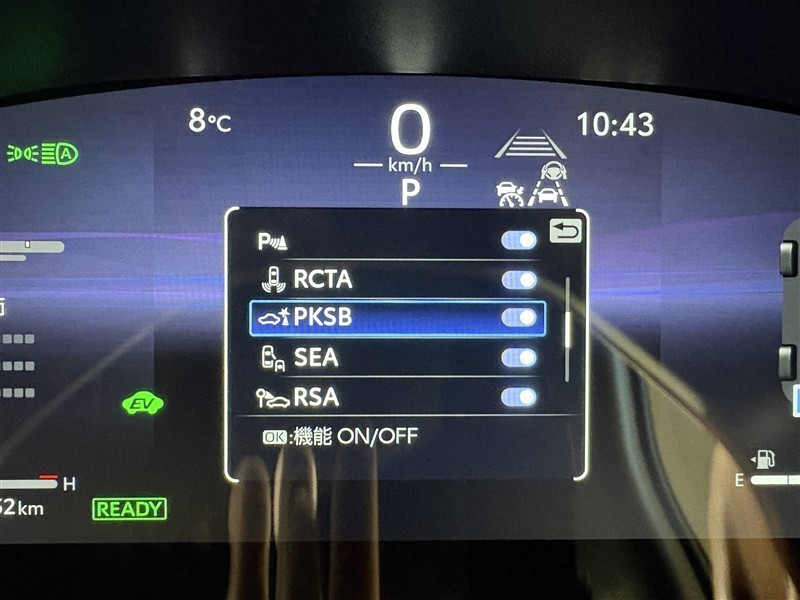 8℃
0
km/h
P
10:43
A
P
RCTA
PKSB
SEA
RSA
OK:機能 ON/OFF
EV
H
E
52km
READY